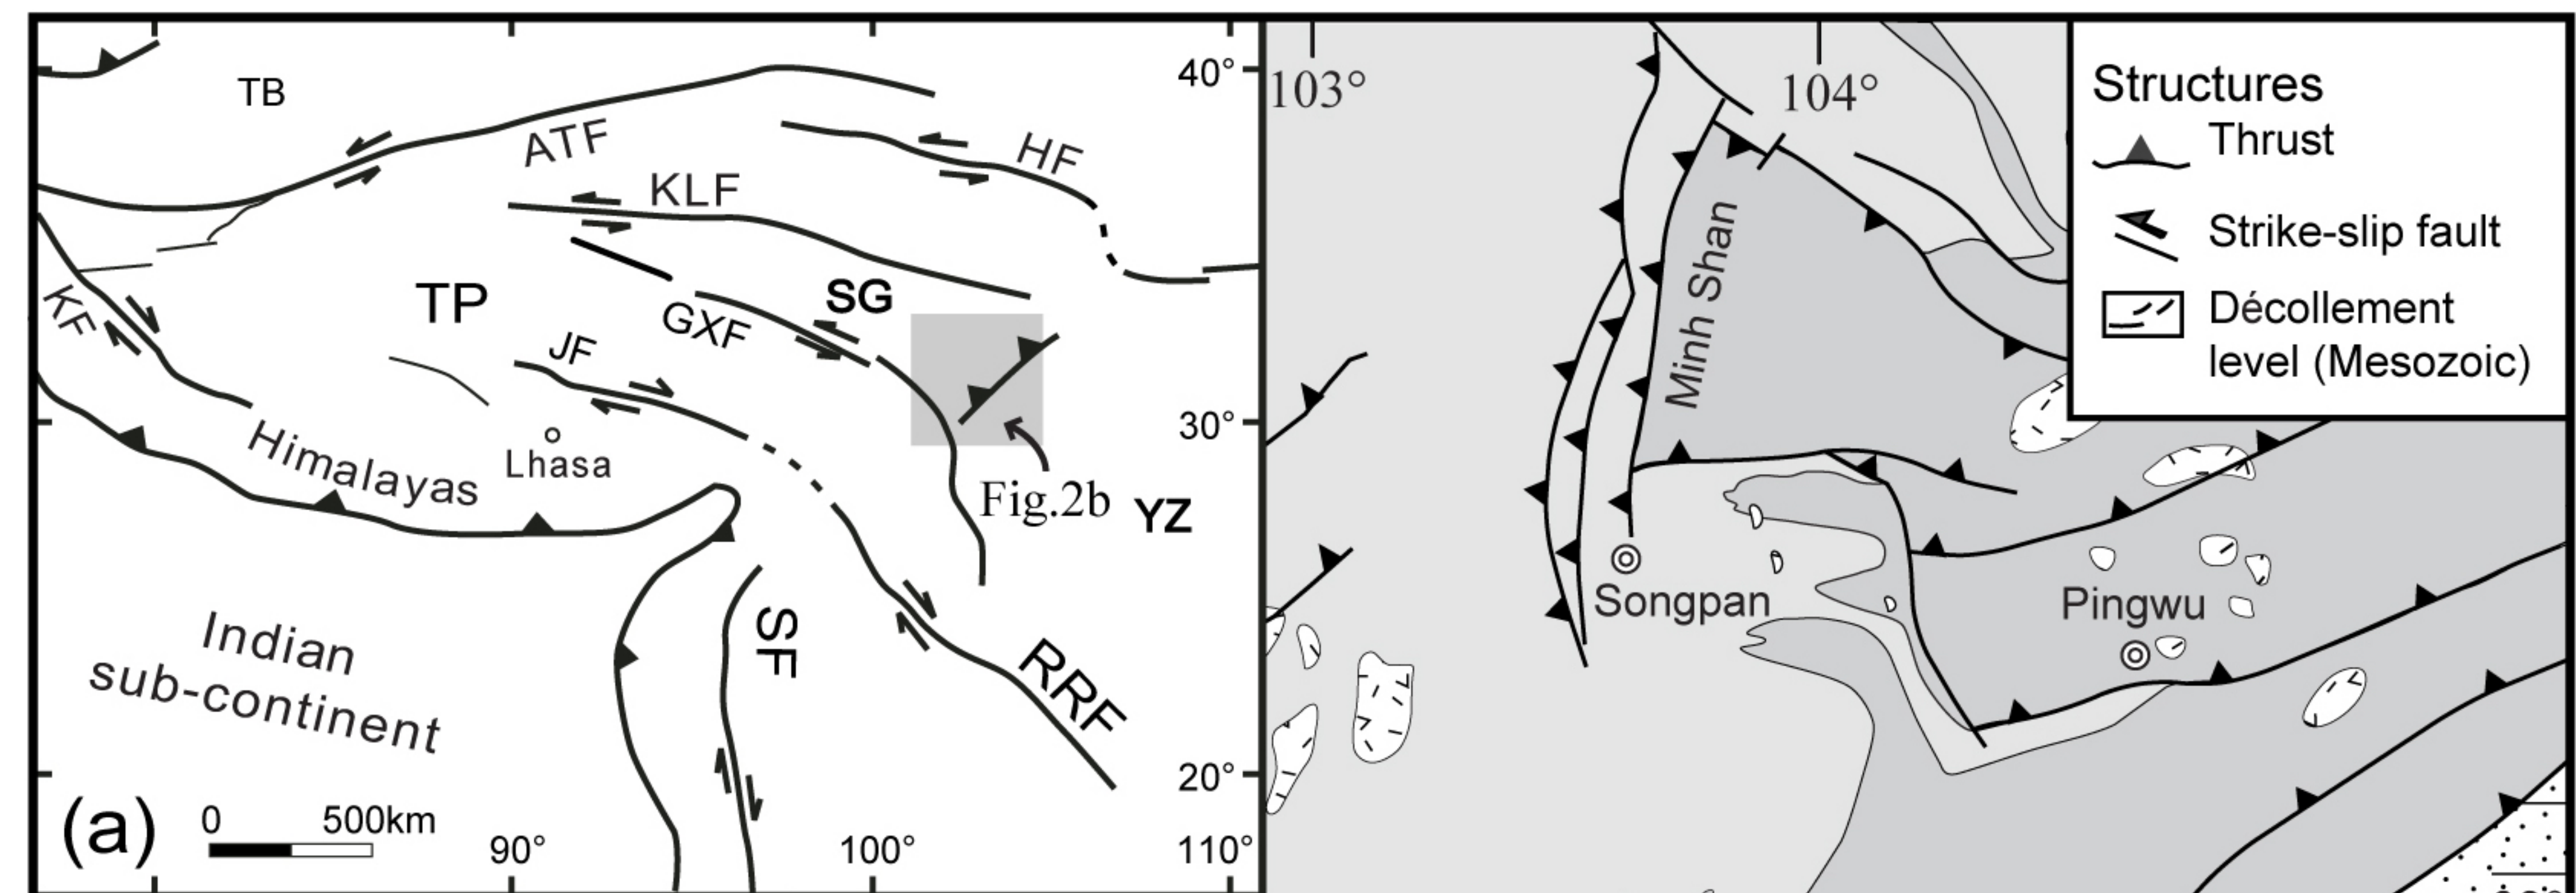 TB
ATF
HF
KLF
KF
TP
SG
GXF
JF
Himalayas
Lhasa
Fig.2b
YZ
Indian
sub-continent
SF
RRF
(a)
0 500km
90°
100°
110°
40°
30°
20°
103°
104°
Minh Shan
Songpan
Pingwu
Structures
Thrust
Strike-slip fault
Décollement
level (Mesozoic)